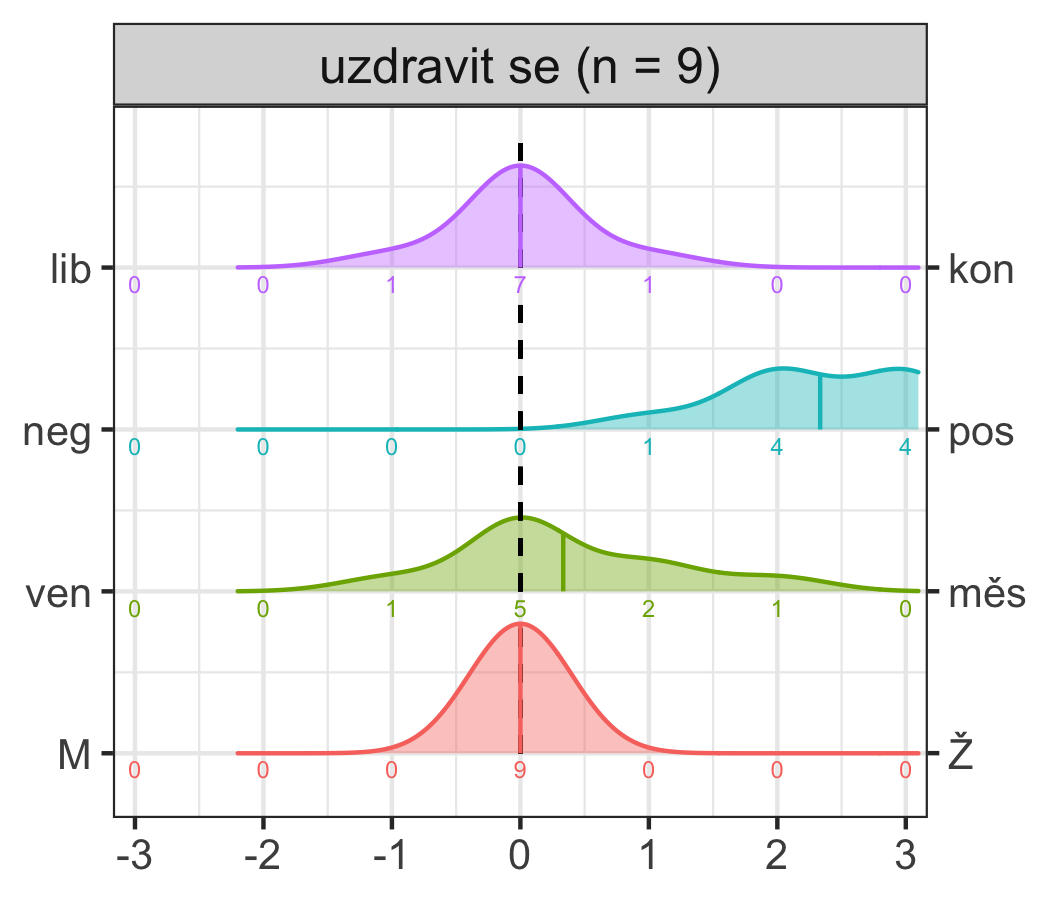 uzdravit se (n = 9)
lib kon
0 0 1 7 1 0 0
neg pos
0 0 0 0 1 4 4
ven měs
0 0 1 5 2 1 0
M Ž
0 0 0 9 0 0 0
-3 -2 -1 0 1 2 3